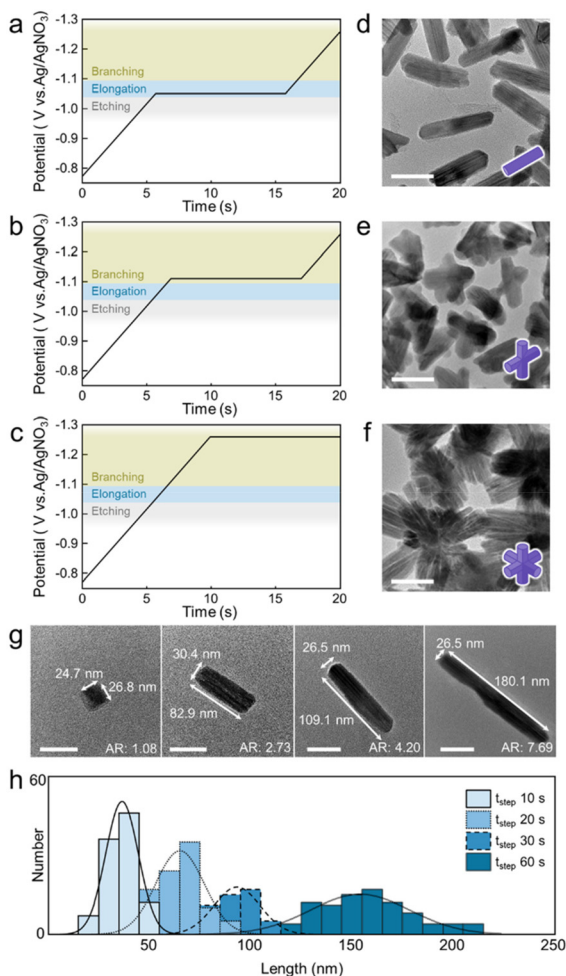 a
-1.3
-1.2
-1.1
-1.0
-0.9
-0.8
Potential ( V vs.Ag/AgNO3)
Branching
Elongation
Etching
0
5
10
15
20
Time (s)
d
b
-1.3
-1.2
-1.1
-1.0
-0.9
-0.8
Potential ( V vs.Ag/AgNO3)
Branching
Elongation
Etching
0
5
10
15
20
Time (s)
e
c
-1.3
-1.2
-1.1
-1.0
-0.9
-0.8
Potential ( V vs.Ag/AgNO3)
Branching
Elongation
Etching
0
5
10
15
20
Time (s)
f
g
24.7 nm
26.8 nm
AR: 1.08
30.4 nm
82.9 nm
AR: 2.73
26.5 nm
109.1 nm
AR: 4.20
26.5 nm
180.1 nm
AR: 7.69
h
60
Number
0
tstep 10 s
tstep 20 s
tstep 30 s
tstep 60 s
50
100
150
200
250
Length (nm)